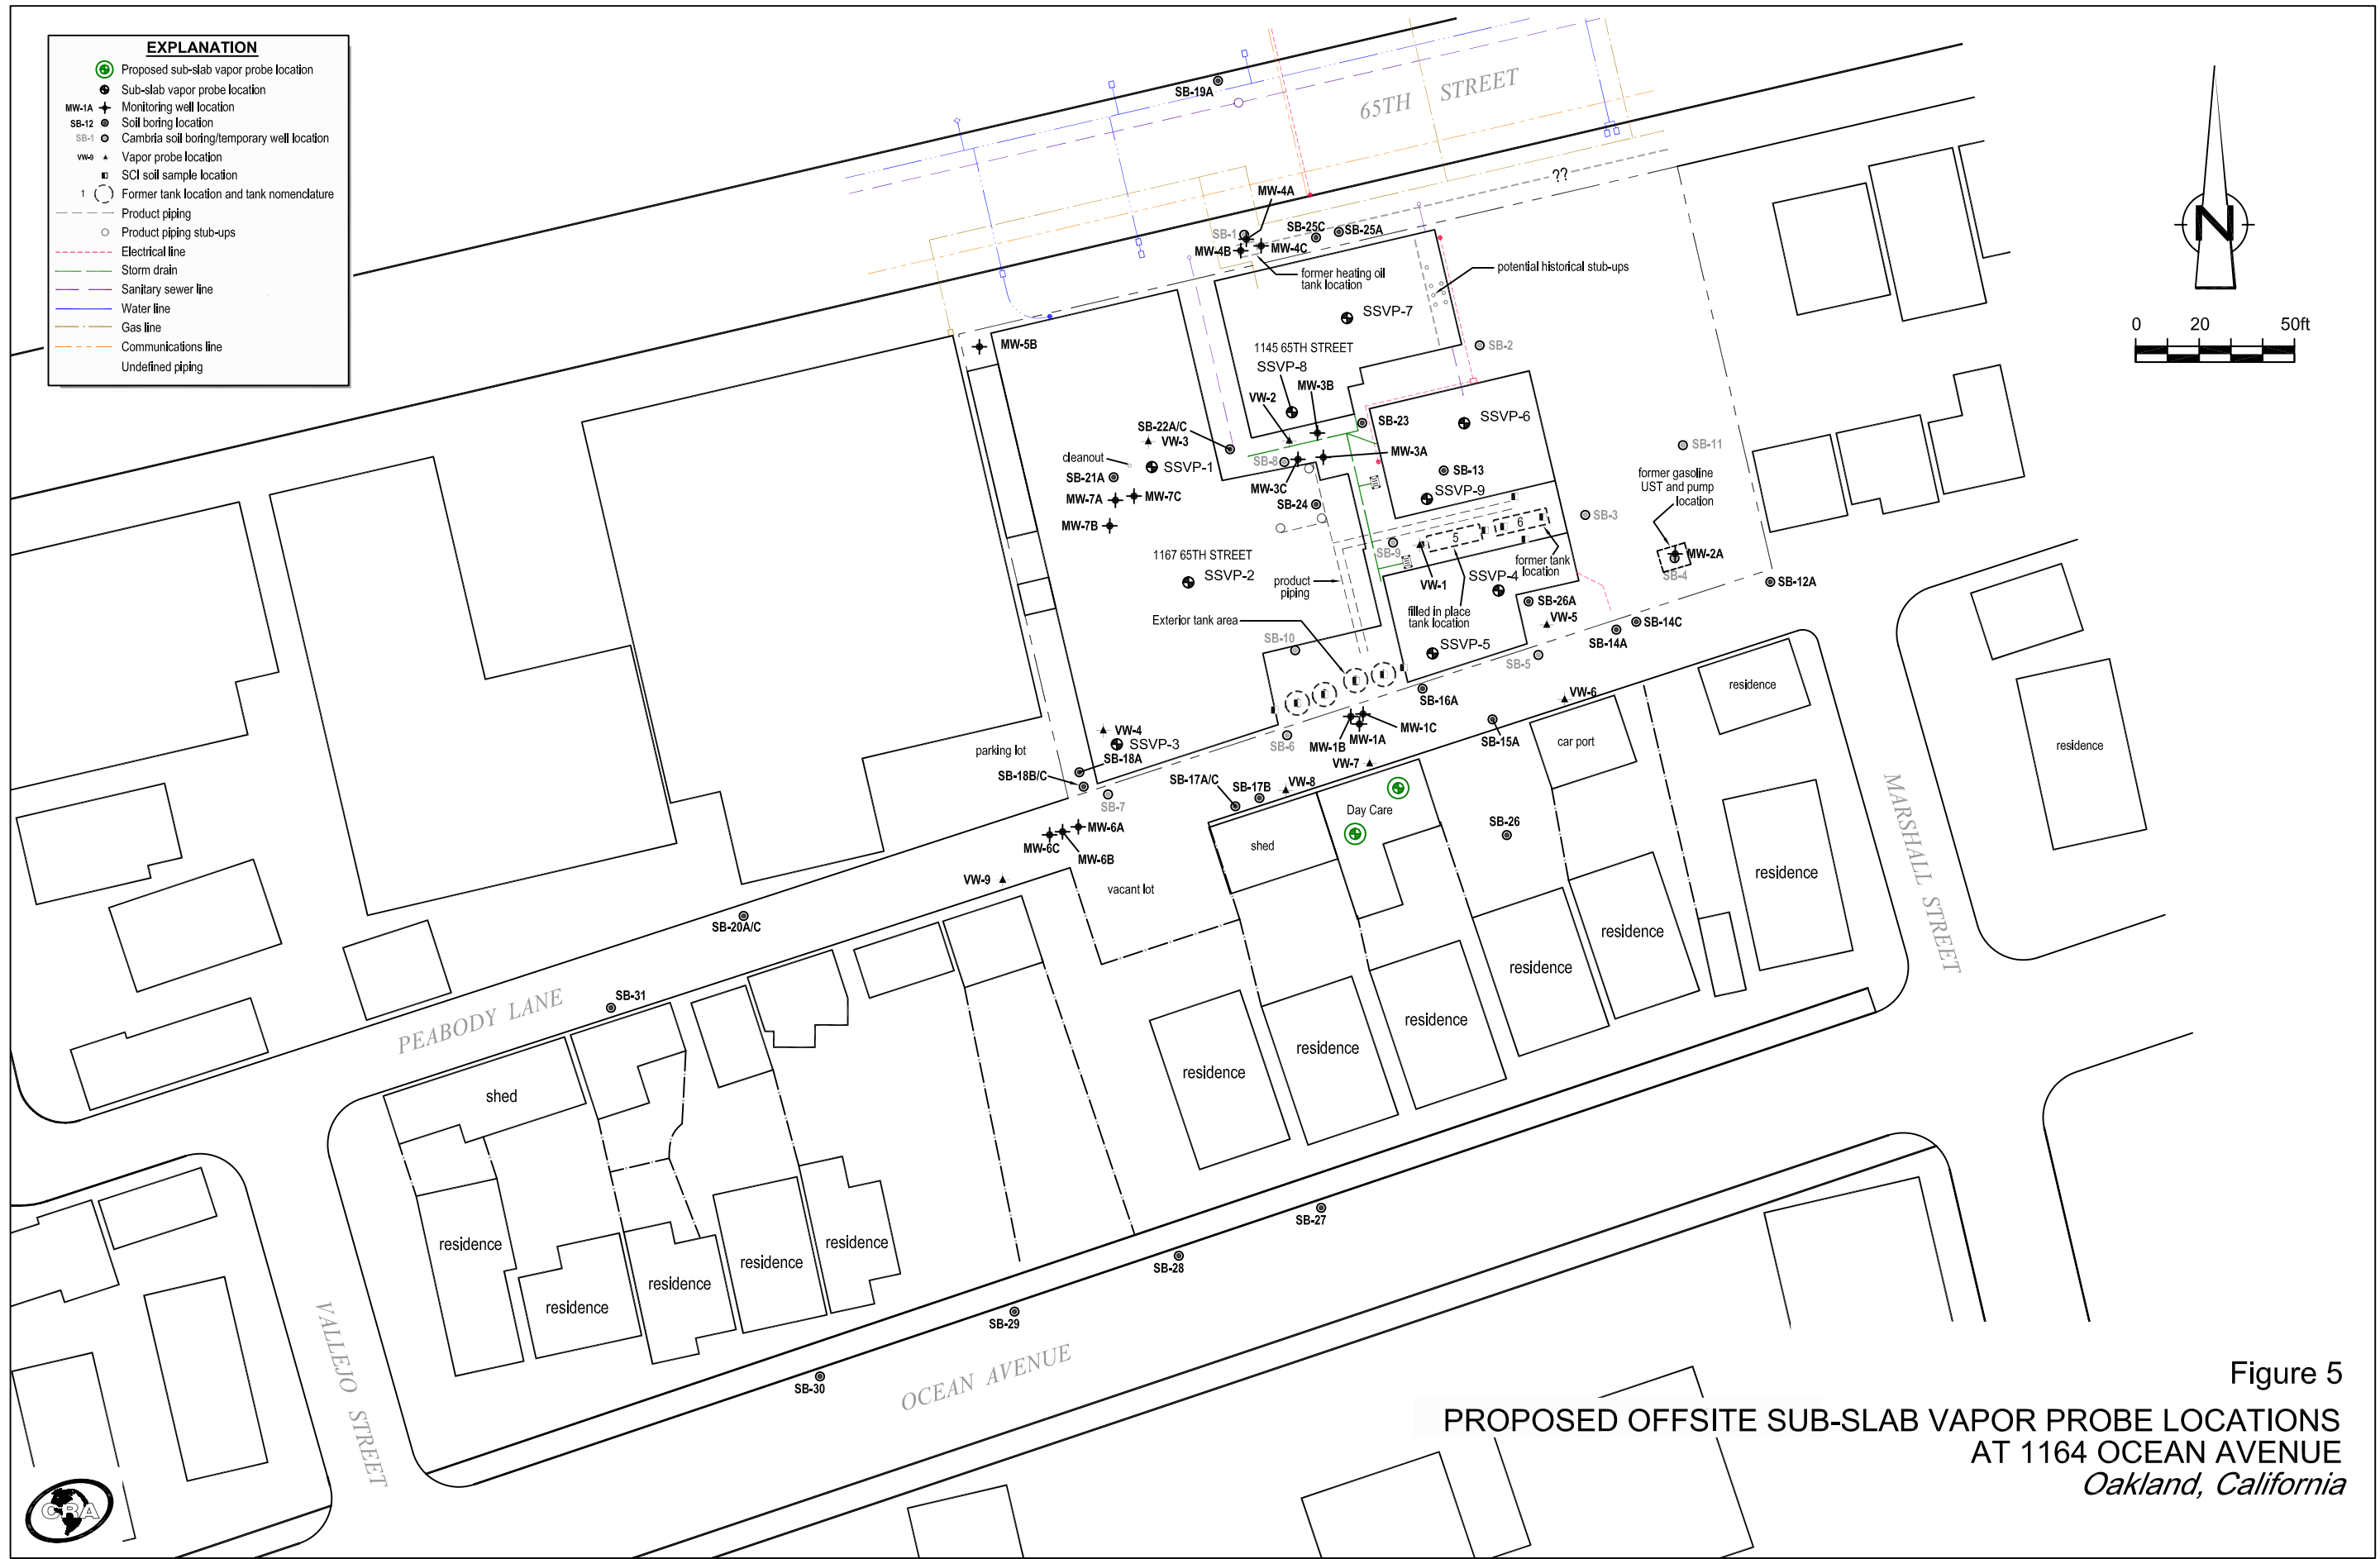 EXPLANATION
Proposed sub-slab vapor probe location
Sub-slab vapor probe location
MW-1A Monitoring well location
SB-12 Soil boring location
SB-1 Cambria soil boring/temporary well location
VW-9 Vapor probe location
SCI soil sample location
1 Former tank location and tank nomenclature
Product piping
Product piping stub-ups
Electrical line
Storm drain
Sanitary sewer line
Water line
Gas line
Communications line
Undefined piping
SB-19A
65TH STREET
??
N
0 20 50ft
MW-4A
SB-1
SB-25C
SB-25A
MW-4B
MW-4C
former heating oil
tank location
potential historical stub-ups
SSVP-7
MW-5B
1145 65TH STREET
SSVP-8
SB-2
MW-3B
VW-2
SSVP-6
SB-22A/C
VW-3
SB-23
cleanout
SSVP-1
SB-8
MW-3A
SB-11
SB-21A
SB-13
former gasoline
UST and pump
location
MW-7A
MW-7C
MW-3C
SSVP-9
SB-24
MW-7B
SB-3
6
5
1167 65TH STREET
SB-9
MW-2A
SSVP-2
product
piping
VW-1
SSVP-4
former tank
location
SB-4
SB-12A
filled in place
tank location
SB-26A
Exterior tank area
VW-5
SB-14C
SB-14A
SB-10
SSVP-5
SB-5
residence
SB-16A
VW-6
VW-4
SSVP-3
SB-6
MW-1B
MW-1A
MW-1C
SB-15A
car port
residence
parking lot
SB-18A
SB-18B/C
VW-7
SB-7
SB-17A/C
SB-17B
VW-8
Day Care
MW-6A
MW-6C
MW-6B
shed
SB-26
MARSHALL STREET
VW-9
vacant lot
residence
SB-20A/C
residence
residence
SB-31
PEABODY LANE
residence
residence
residence
shed
SB-27
residence
residence
residence
residence
residence
SB-28
SB-29
VALLEJO STREET
SB-30
OCEAN AVENUE
Figure 5
PROPOSED OFFSITE SUB-SLAB VAPOR PROBE LOCATIONS
AT 1164 OCEAN AVENUE
Oakland, California
CRA